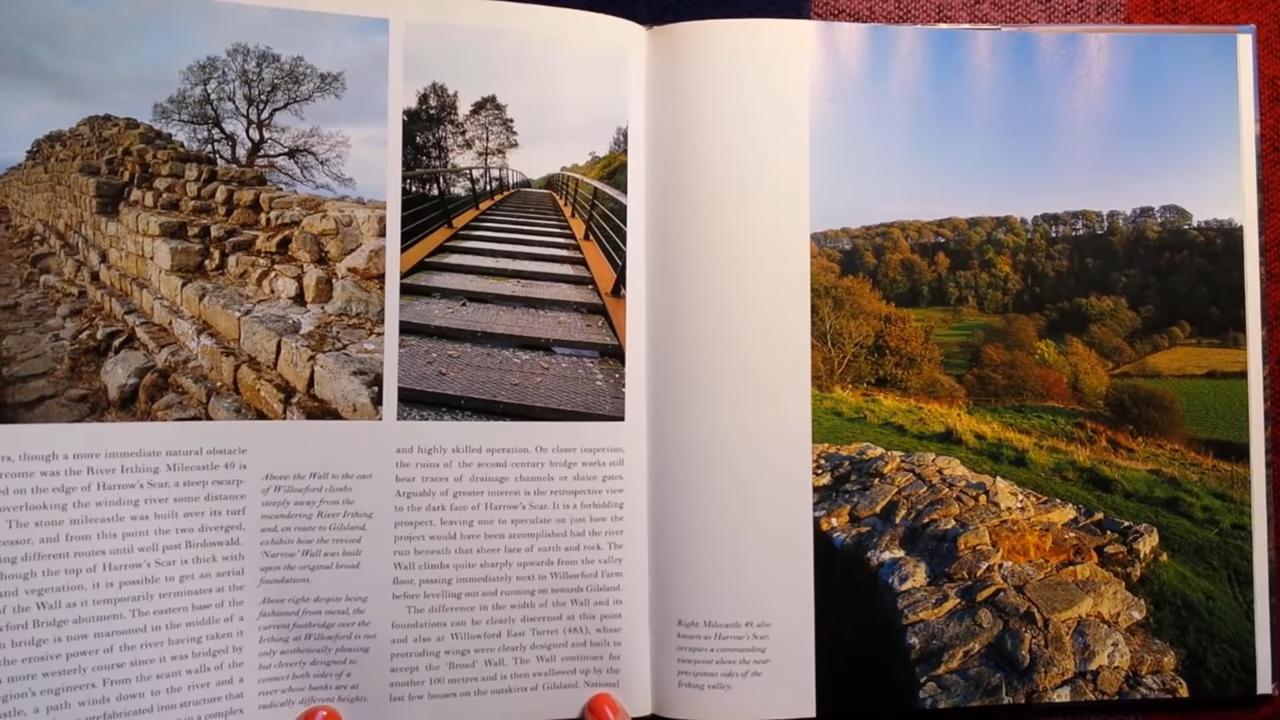 rs, though a more immediate natural obstacle
rcome was the River Irthing. Milecastle 49 is
ed on the edge of Harrow's Scar, a steep escarp-
overlooking the winding river some distance
The stone milecastle was built over its turf
cessor, and from this point the two diverged,
ing different routes until well past Birdoswald.
hough the top of Harrow's Scar is thick with
and vegetation, it is possible to get an aerial
of the Wall as it temporarily terminates at the
wford Bridge abutment. The eastern base of the
n bridge is now marooned in the middle of a
the erosive power of the river having taken it
a more westerly course since it was bridged by
egion's engineers. From the scant walls of the
astle, a path winds down to the river and a
prefabricated iron structure that
in a complex
Above: the Wall to the east
of Willowford climbs
steeply away from the
meandering River Irthing
and, en route to Gilsland,
exhibits how the revised
'Narrow' Wall was built
upon the original broad
foundations.
Above right: despite being
fashioned from metal, the
current footbridge over the
Irthing at Willowford is not
only aesthetically pleasing
but cleverly designed to
connect both sides of a
river whose banks are at
radically different heights.
and highly skilled operation. On closer inspection,
the ruins of the second-century bridge works still
bear traces of drainage channels or sluice gates.
Arguably of greater interest is the retrospective view
to the dark face of Harrow's Scar. It is a forbidding
prospect, leaving one to speculate on just how the
project would have been accomplished had the river
run beneath that sheer face of earth and rock. The
Wall climbs quite sharply upwards from the valley
floor, passing immediately next to Willowford Farm
before levelling out and running on towards Gilsland.
The difference in the width of the Wall and its
foundations can be clearly discerned at this point
and also at Willowford East Turret (48A), whose
protruding wings were clearly designed and built to
accept the 'Broad' Wall. The Wall continues for
another 100 metres and is then swallowed up by the
last few houses on the outskirts of Gilsland. National
Right: Milecastle 49, also
known as Harrow's Scar,
occupies a commanding
viewpoint above the near-
precipitous sides of the
Irthing valley.